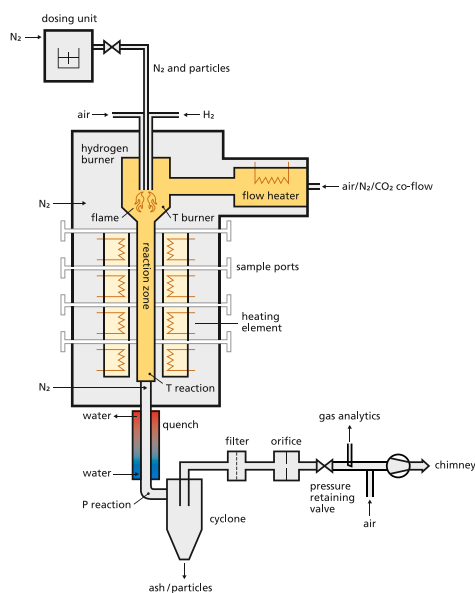 dosing unit
N₂
N₂ and particles
air
H₂
hydrogen
burner
air/N₂/CO₂ co-flow
flow heater
N₂
flame
T burner
reaction zone
sample ports
heating
element
N₂
T reaction
water
quench
gas analytics
filter
orifice
chimney
water
pressure
retaining
valve
P reaction
cyclone
air
ash/particles